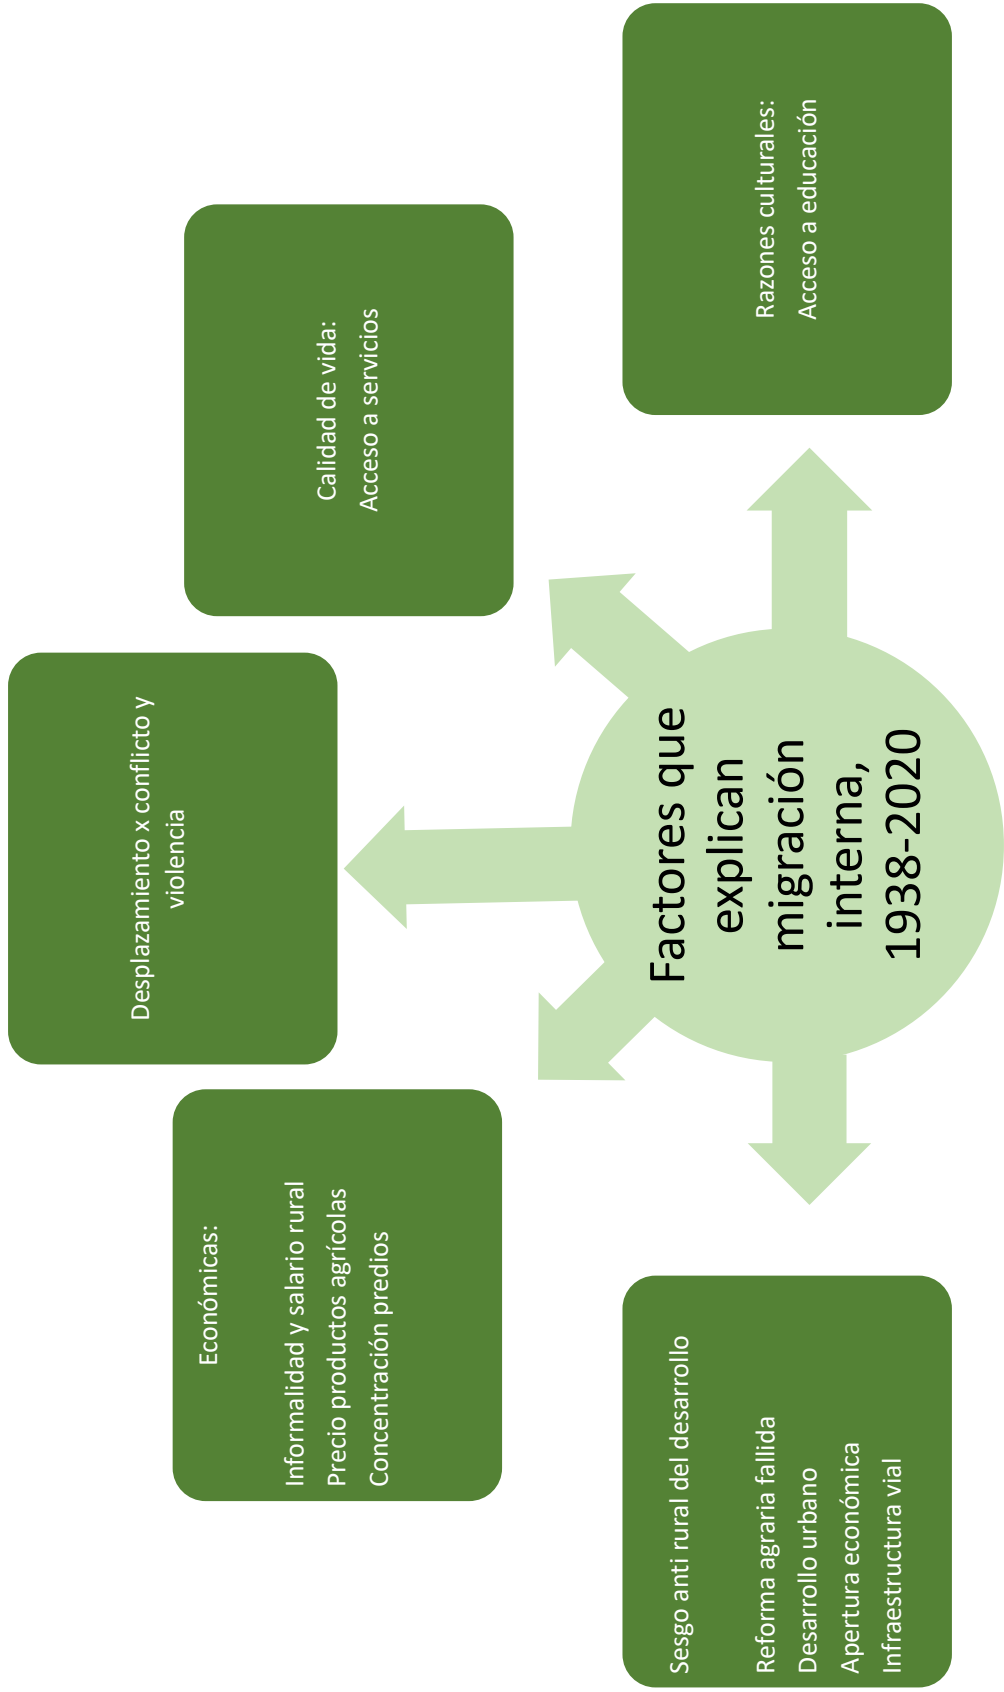 Sesgo anti rural del desarrollo
Reforma agraria fallida
Desarrollo urbano
Apertura económica
Infraestructura vial
Económicas:
Informalidad y salario rural
Precio productos agrícolas
Concentración predios
Desplazamiento x conflicto y
violencia
Calidad de vida:
Acceso a servicios
Razones culturales:
Acceso a educación
Factores que
explican
migración
interna,
1938-2020